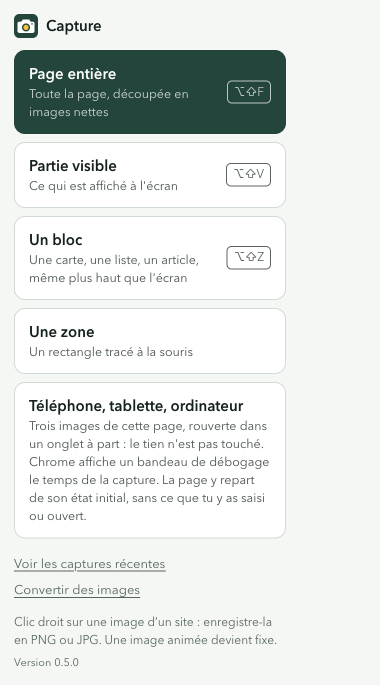 Capture
Page entière
Toute la page, découpée en
images nettes
⌥⇧F
Partie visible
Ce qui est affiché à l'écran
⌥⇧V
Un bloc
Une carte, une liste, un article,
même plus haut que l'écran
⌥⇧Z
Une zone
Un rectangle tracé à la souris
Téléphone, tablette, ordinateur
Trois images de cette page, rouverte dans
un onglet à part : le tien n'est pas touché.
Chrome affiche un bandeau de débogage
le temps de la capture. La page y repart
de son état initial, sans ce que tu y as saisi
ou ouvert.
Voir les captures récentes
Convertir des images
Clic droit sur une image d’un site : enregistre-la
en PNG ou JPG. Une image animée devient fixe.
Version 0.5.0